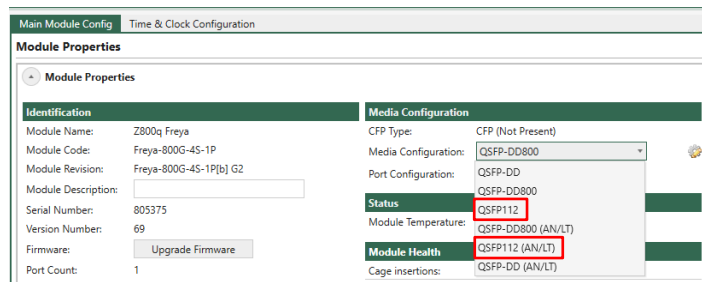 Main Module Config Time & Clock Configuration
Module Properties
Module Properties
Identification
Module Name: Z800q Freya
Module Code: Freya-800G-4S-1P
Module Revision: Freya-800G-4S-1P[b] G2
Module Description:
Serial Number: 805375
Version Number: 69
Firmware: Upgrade Firmware
Port Count: 1
Media Configuration
CFP Type: CFP (Not Present)
Media Configuration: QSFP-DD800
Port Configuration:
QSFP-DD
QSFP-DD800
QSFP112
QSFP-DD800 (AN/LT)
QSFP112 (AN/LT)
QSFP-DD (AN/LT)
Status
Module Temperature:
Module Health
Cage insertions: